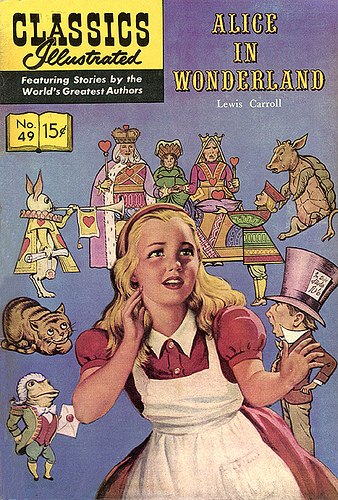 CLASSICS
Illustrated
Featuring Stories by the
World's Greatest Authors
No.
49
15¢
ALICE
IN
WONDERLAND
Lewis Carroll